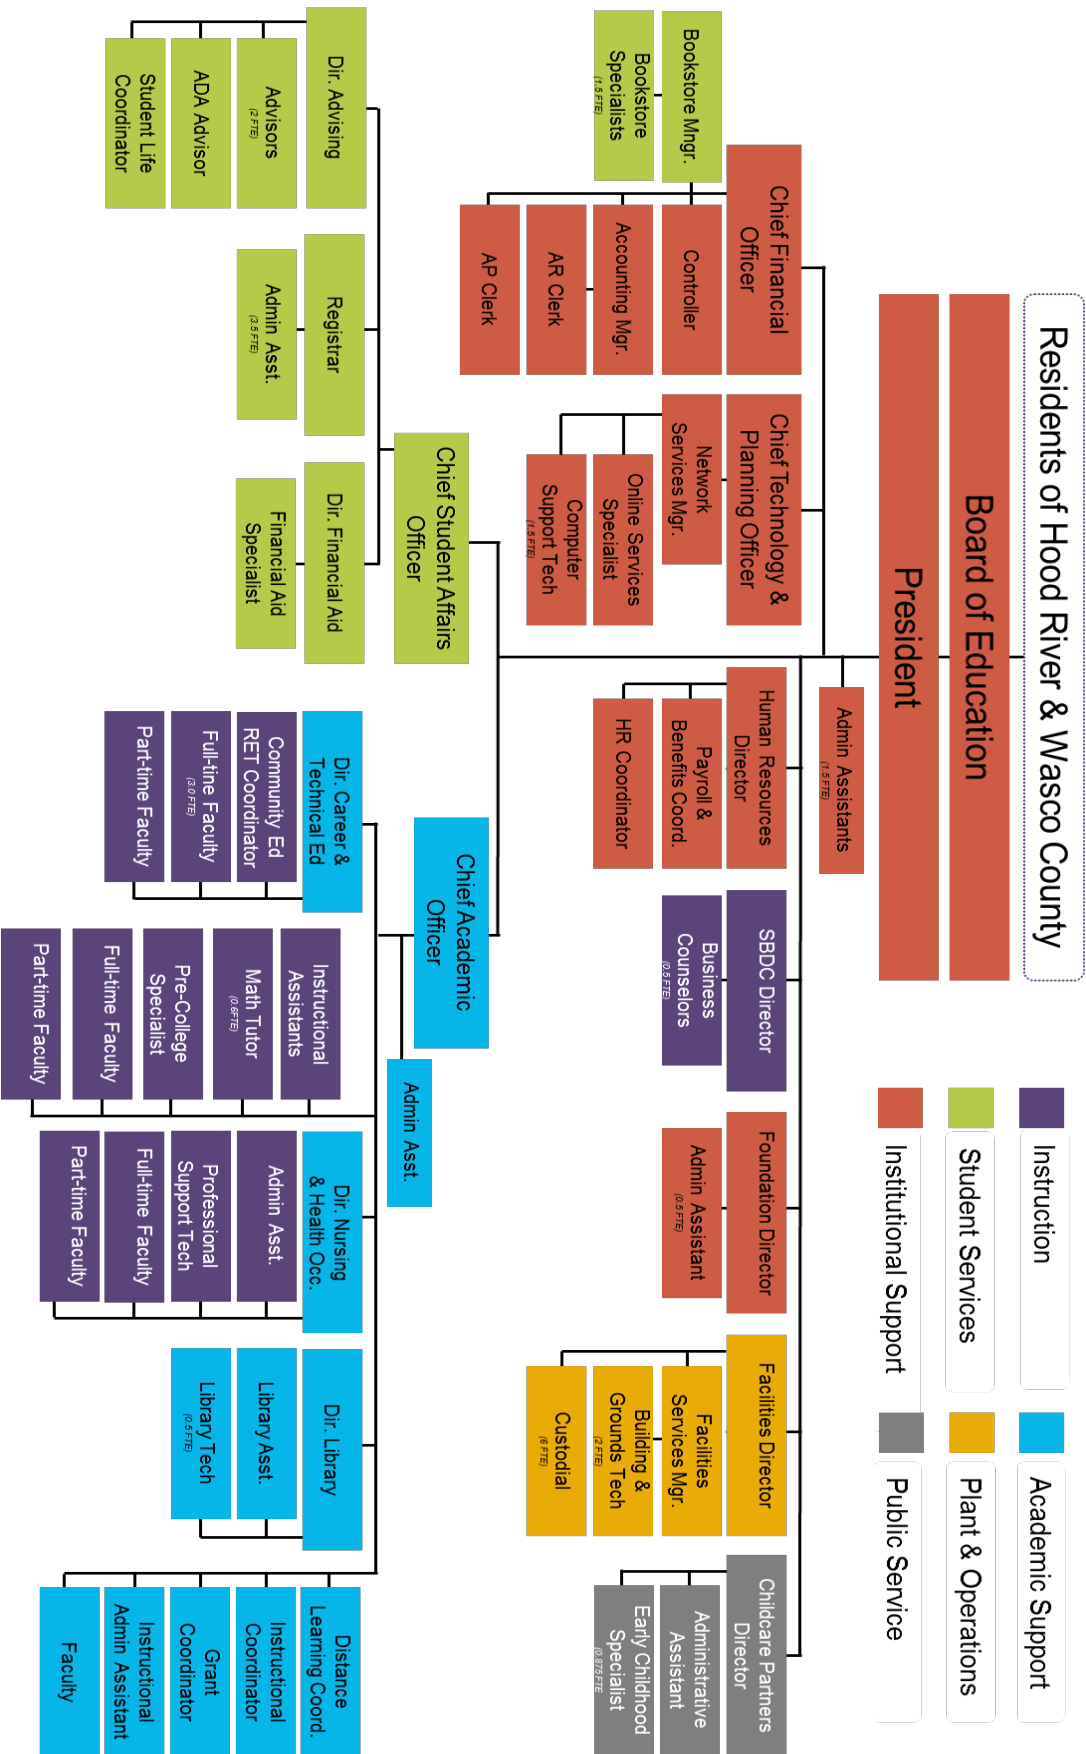 Residents of Hood River & Wasco County
Board of Education
President
Instruction
Student Services
Institutional Support
Academic Support
Plant & Operations
Public Service
Admin Assistants
(1.5 FTE)
Chief Financial
Officer
Bookstore Mngr.
Bookstore
Specialists
(1.5 FTE)
Controller
Accounting Mgr.
AR Clerk
AP Clerk
Chief Technology &
Planning Officer
Network
Services Mgr.
Online Services
Specialist
Computer
Support Tech
(1.5 FTE)
Human Resources
Director
Payroll &
Benefits Coord.
HR Coordinator
SBDC Director
Business
Counselors
(0.5 FTE)
Foundation Director
Admin Assistant
(0.5 FTE)
Facilities Director
Facilities
Services Mgr.
Building &
Grounds Tech
(2 FTE)
Custodial
(6 FTE)
Childcare Partners
Director
Administrative
Assistant
Early Childhood
Specialist
(0.875 FTE
Chief Student Affairs
Officer
Dir. Advising
Advisors
(2 FTE)
ADA Advisor
Student Life
Coordinator
Registrar
Admin Asst.
(3.5 FTE)
Dir. Financial Aid
Financial Aid
Specialist
Chief Academic
Officer
Admin Asst.
Dir. Career &
Technical Ed
Community Ed
RET Coordinator
Full-tine Faculty
(3.0 FTE)
Part-time Faculty
Instructional
Assistants
Math Tutor
(0.6FTE)
Pre-College
Specialist
Full-time Faculty
Part-time Faculty
Dir. Nursing
& Health Occ.
Admin Asst.
Professional
Support Tech
Full-time Faculty
Part-time Faculty
Dir. Library
Library Asst.
Library Tech
(0.5 FTE)
Distance
Learning Coord.
Instructional
Coordinator
Grant
Coordinator
Instructional
Admin Assistant
Faculty